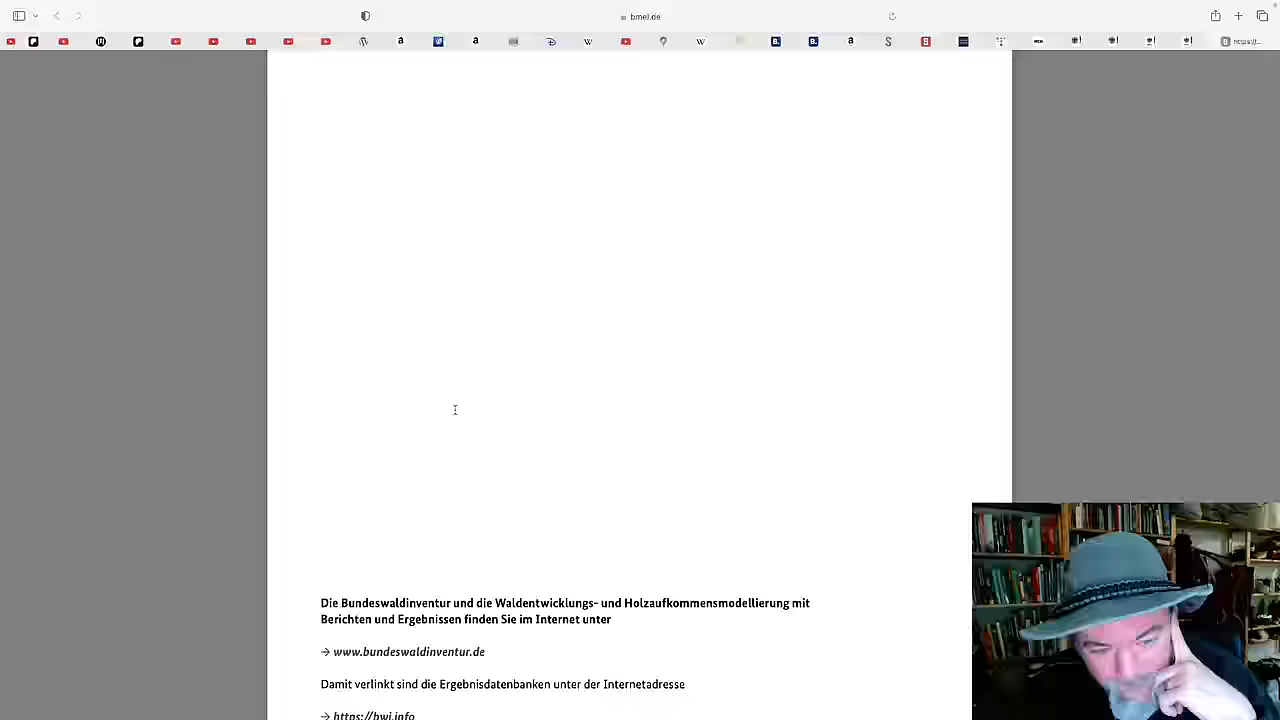 bmel.de
https://...
Die Bundeswaldinventur und die Waldentwicklungs- und Holzaufkommensmodellierung mit
Berichten und Ergebnissen finden Sie im Internet unter
→ www.bundeswaldinventur.de
Damit verlinkt sind die Ergebnisdatenbanken unter der Internetadresse
→ https://bwi.info